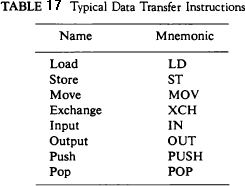 TABLE 17 Typical Data Transfer Instructions
Name Mnemonic
Load LD
Store ST
Move MOV
Exchange XCH
Input IN
Output OUT
Push PUSH
Pop POP